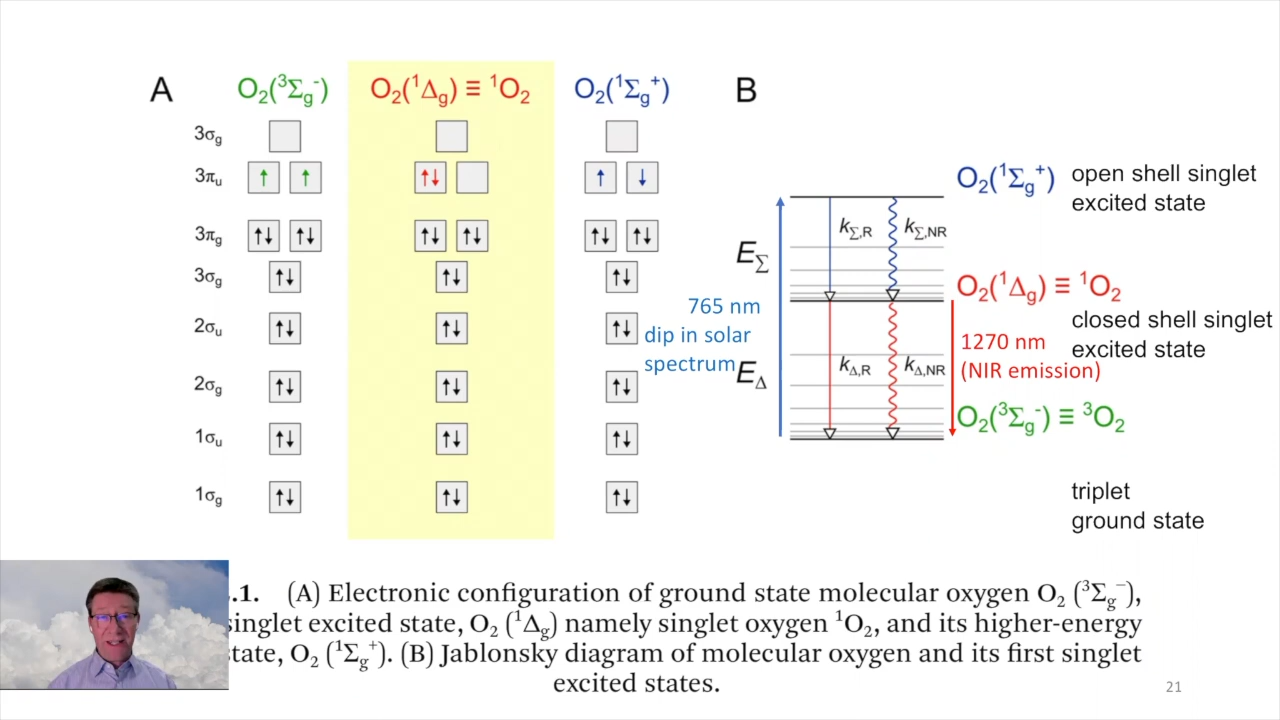 A
O₂(³Σg⁻)
O₂(¹Δg) ≡ ¹O₂
O₂(¹Σg⁺)
3σg
3πu
3πg
3σg
2σu
2σg
1σu
1σg
B
O₂(¹Σg⁺)
open shell singlet
excited state
kΣ,R
kΣ,NR
EΣ
O₂(¹Δg) ≡ ¹O₂
closed shell singlet
excited state
765 nm
dip in solar
spectrum
1270 nm
(NIR emission)
EΔ
kΔ,R
kΔ,NR
O₂(³Σg⁻) ≡ ³O₂
triplet
ground state
.1. (A) Electronic configuration of ground state molecular oxygen O₂ (³Σg⁻),
singlet excited state, O₂ (¹Δg) namely singlet oxygen ¹O₂, and its higher-energy
state, O₂ (¹Σg⁺). (B) Jablonsky diagram of molecular oxygen and its first singlet
excited states.
21